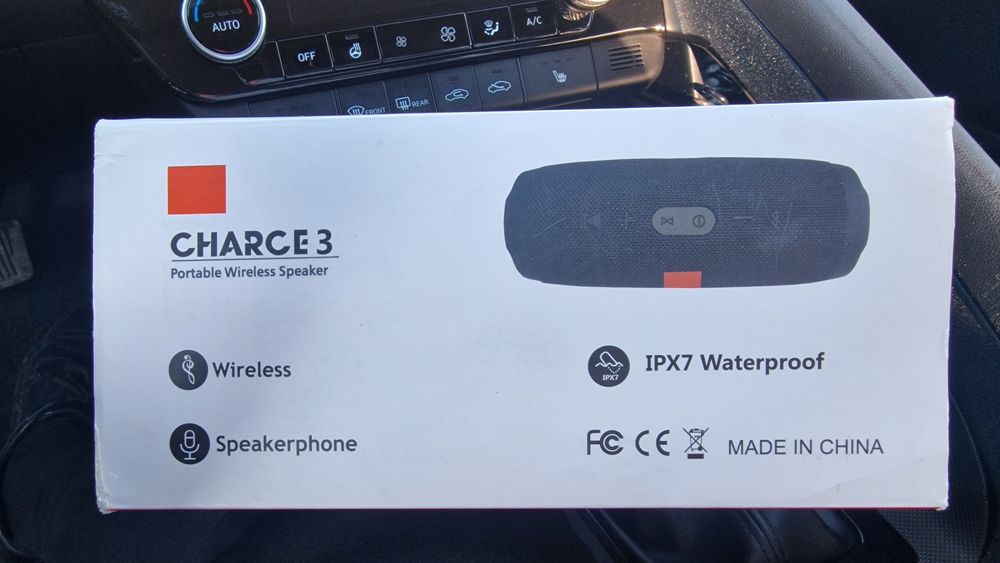 AUTO
OFF
A/C
FRONT
REAR
CHARCE 3
Portable Wireless Speaker
Wireless
IPX7
IPX7 Waterproof
Speakerphone
FC CE
MADE IN CHINA